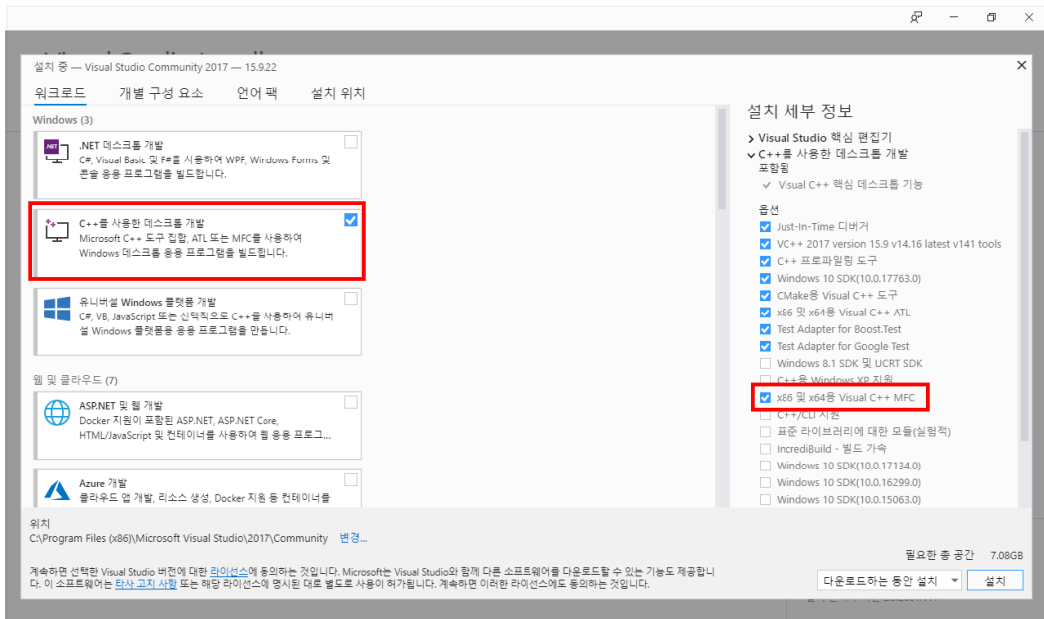 설치 중 — Visual Studio Community 2017 — 15.9.22
워크로드 개별 구성 요소 언어 팩 설치 위치
Windows (3)
.NET
.NET 데스크톱 개발
C#, Visual Basic 및 F#을 사용하여 WPF, Windows Forms 및
콘솔 응용 프로그램을 빌드합니다.
C++를 사용한 데스크톱 개발
Microsoft C++ 도구 집합, ATL 또는 MFC를 사용하여
Windows 데스크톱 응용 프로그램을 빌드합니다.
유니버설 Windows 플랫폼 개발
C#, VB, JavaScript 또는 선택적으로 C++를 사용하여 유니버
설 Windows 플랫폼용 응용 프로그램을 만듭니다.
웹 및 클라우드 (7)
ASP.NET 및 웹 개발
Docker 지원이 포함된 ASP.NET, ASP.NET Core,
HTML/JavaScript 및 컨테이너를 사용하여 웹 응용 프로그...
Azure 개발
클라우드 앱 개발, 리소스 생성, Docker 지원 등 컨테이너를
설치 세부 정보
Visual Studio 핵심 편집기
C++를 사용한 데스크톱 개발
포함됨
Visual C++ 핵심 데스크톱 기능
옵션
Just-In-Time 디버거
VC++ 2017 version 15.9 v14.16 latest v141 tools
C++ 프로파일링 도구
Windows 10 SDK(10.0.17763.0)
CMake용 Visual C++ 도구
x86 및 x64용 Visual C++ ATL
Test Adapter for Boost.Test
Test Adapter for Google Test
Windows 8.1 SDK 및 UCRT SDK
C++용 Windows XP 지원
x86 및 x64용 Visual C++ MFC
C++/CLI 지원
표준 라이브러리에 대한 모듈(실험적)
IncrediBuild - 빌드 가속
Windows 10 SDK(10.0.17134.0)
Windows 10 SDK(10.0.16299.0)
Windows 10 SDK(10.0.15063.0)
위치
C:\Program Files (x86)\Microsoft Visual Studio\2017\Community 변경...
필요한 총 공간 7.08GB
계속하면 선택한 Visual Studio 버전에 대한 라이선스에 동의하는 것입니다. Microsoft는 Visual Studio와 함께 다른 소프트웨어를 다운로드할 수 있는 기능도 제공합니
다. 이 소프트웨어는 타사 고지 사항 또는 해당 라이선스에 명시된 대로 별도로 사용이 허가됩니다. 계속하면 이러한 라이선스에도 동의하는 것입니다.
다운로드하는 동안 설치 설치